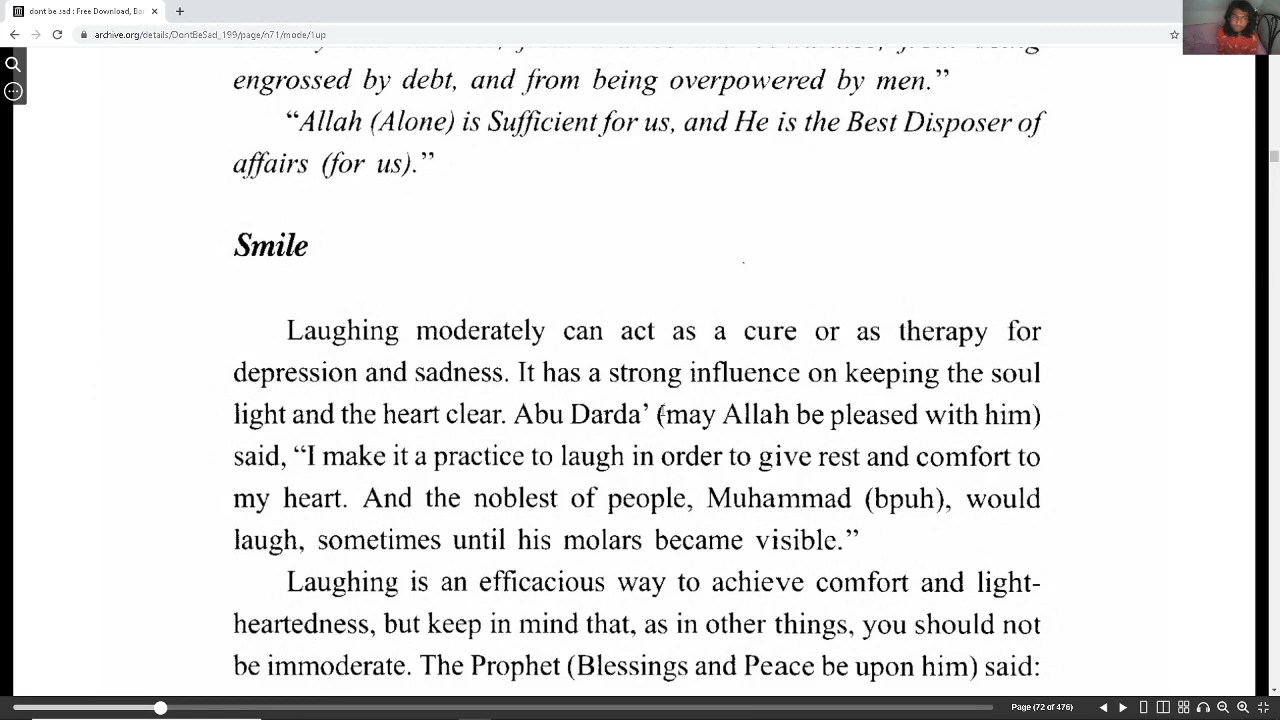 dont be sad : Free Download, Bo
archive.org/details/DontBeSad_199/page/n71/mode/1up
engrossed by debt, and from being overpowered by men.”
“Allah (Alone) is Sufficient for us, and He is the Best Disposer of
affairs (for us).”
Smile
Laughing moderately can act as a cure or as therapy for
depression and sadness. It has a strong influence on keeping the soul
light and the heart clear. Abu Darda’ (may Allah be pleased with him)
said, “I make it a practice to laugh in order to give rest and comfort to
my heart. And the noblest of people, Muhammad (bpuh), would
laugh, sometimes until his molars became visible.”
Laughing is an efficacious way to achieve comfort and light-
heartedness, but keep in mind that, as in other things, you should not
be immoderate. The Prophet (Blessings and Peace be upon him) said:
Page (72 of 476)